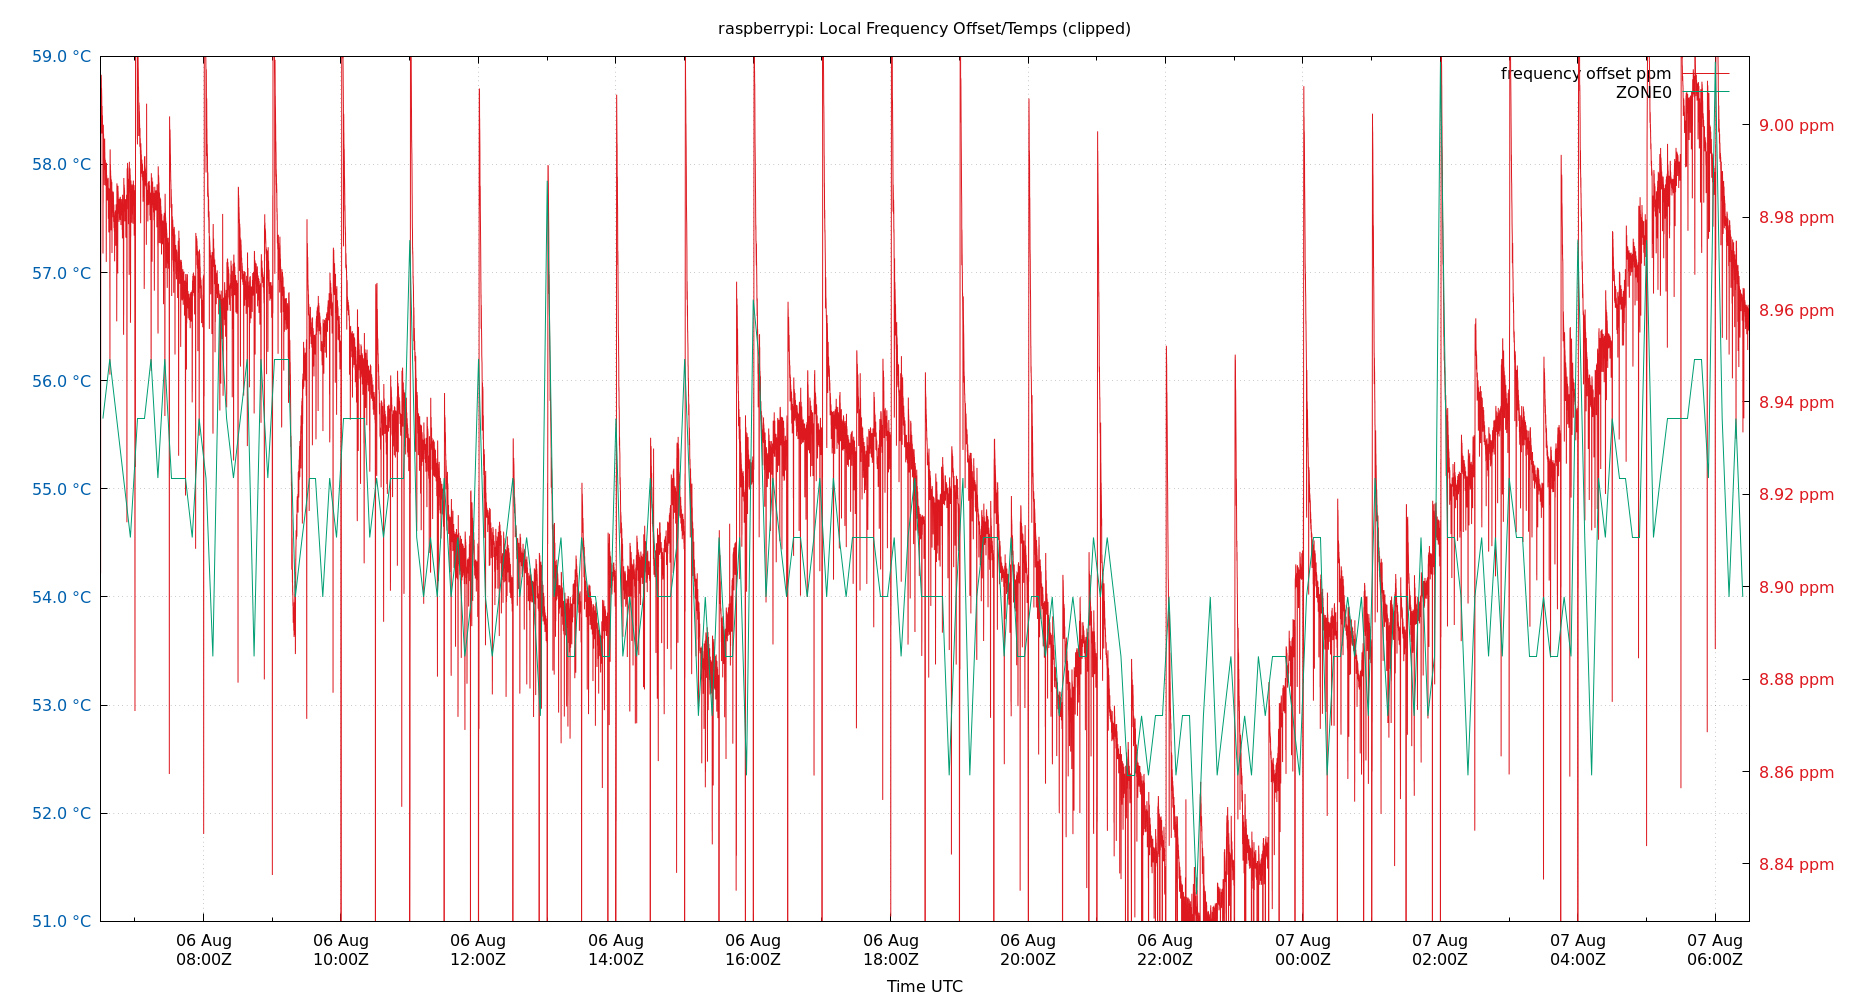 raspberrypi: Local Frequency Offset/Temps (clipped)
59.0 °C
58.0 °C
57.0 °C
56.0 °C
55.0 °C
54.0 °C
53.0 °C
52.0 °C
51.0 °C
frequency offset ppm
ZONE0
9.00 ppm
8.98 ppm
8.96 ppm
8.94 ppm
8.92 ppm
8.90 ppm
8.88 ppm
8.86 ppm
8.84 ppm
06 Aug
08:00Z
06 Aug
10:00Z
06 Aug
12:00Z
06 Aug
14:00Z
06 Aug
16:00Z
06 Aug
18:00Z
06 Aug
20:00Z
06 Aug
22:00Z
07 Aug
00:00Z
07 Aug
02:00Z
07 Aug
04:00Z
07 Aug
06:00Z
Time UTC